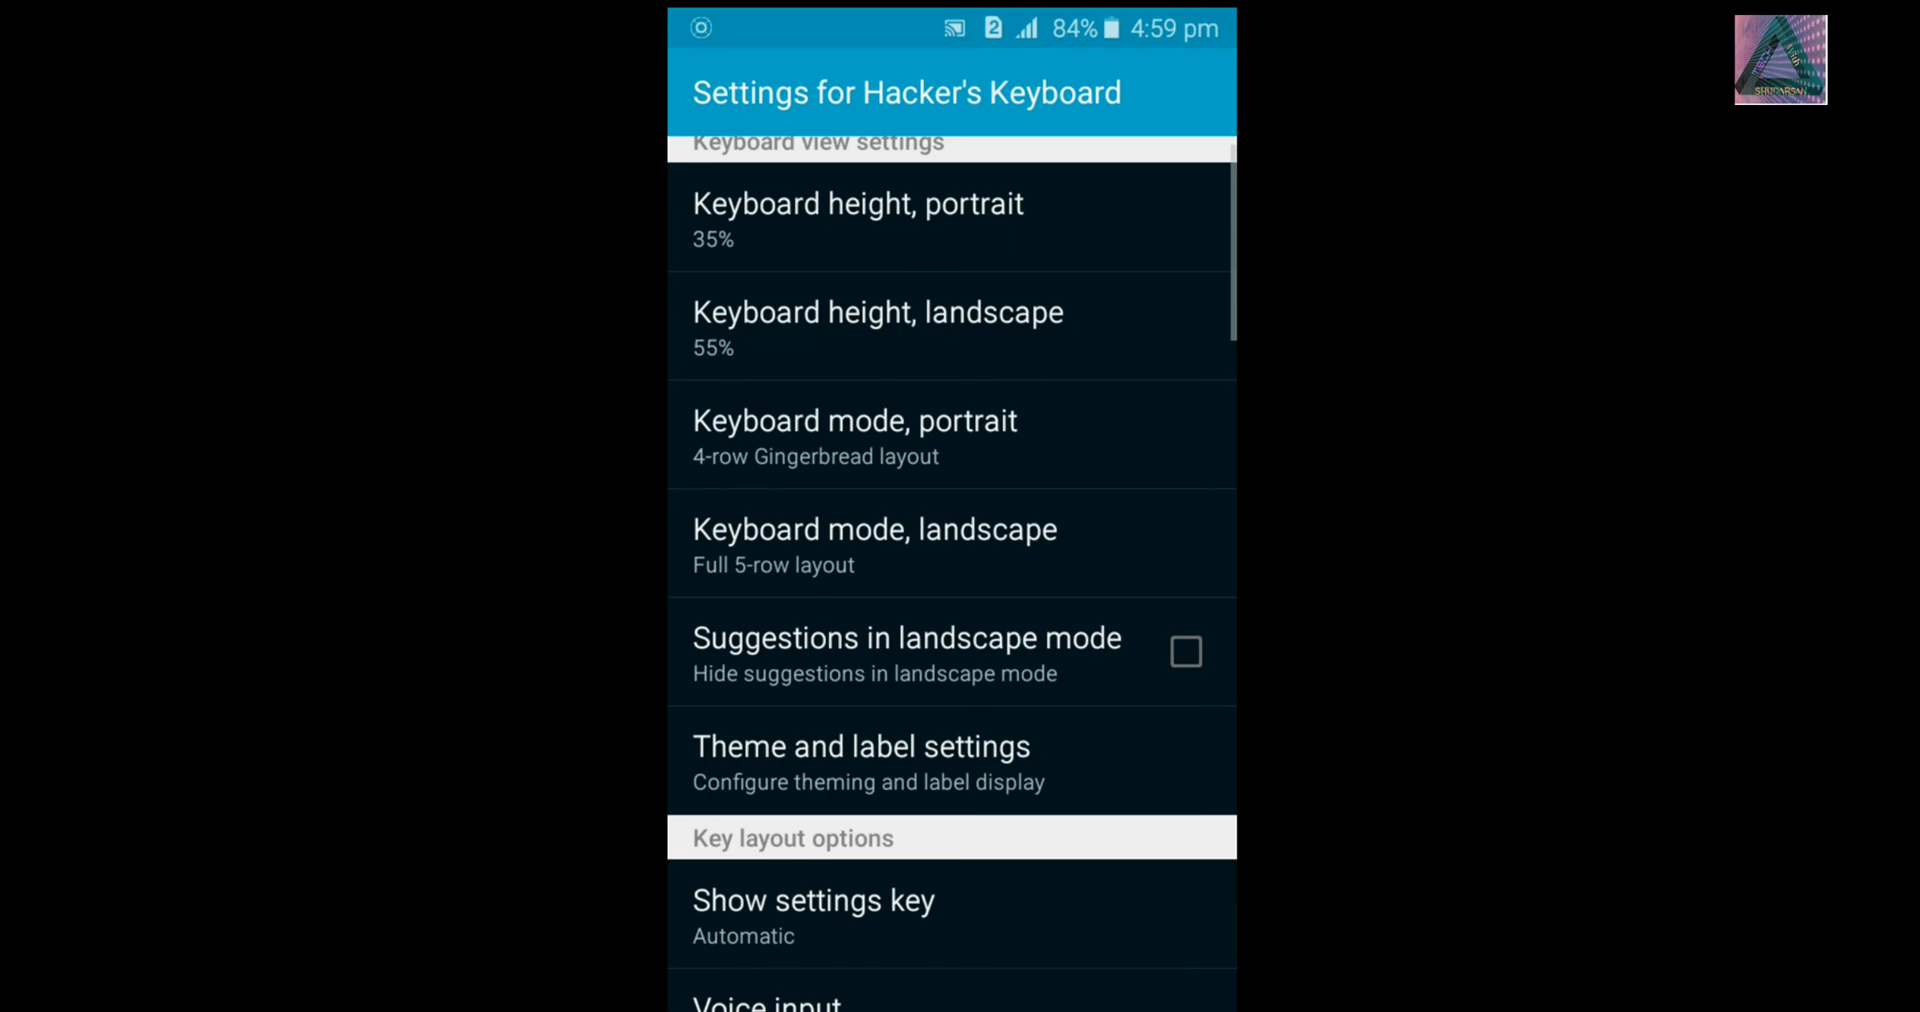 2 84% 4:59 pm
Settings for Hacker's Keyboard
Keyboard view settings
Keyboard height, portrait
35%
Keyboard height, landscape
55%
Keyboard mode, portrait
4-row Gingerbread layout
Keyboard mode, landscape
Full 5-row layout
Suggestions in landscape mode
Hide suggestions in landscape mode
Theme and label settings
Configure theming and label display
Key layout options
Show settings key
Automatic
Voice input